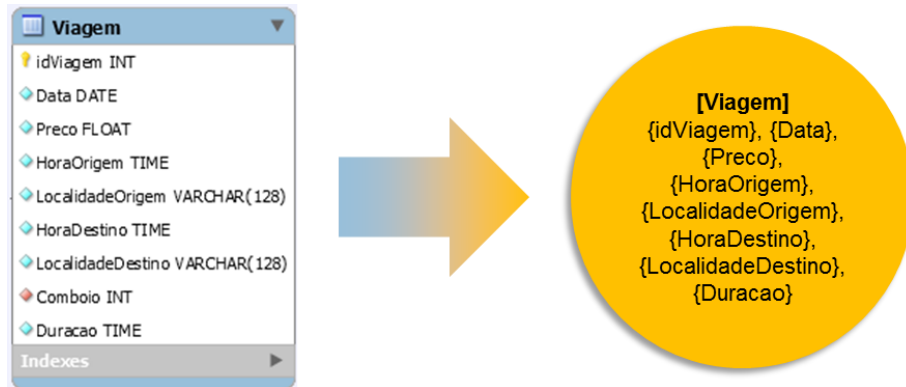 Viagem
idViagem INT
Data DATE
Preco FLOAT
HoraOrigem TIME
LocalidadeOrigem VARCHAR(128)
HoraDestino TIME
LocalidadeDestino VARCHAR(128)
Comboio INT
Duracao TIME
Indexes
[Viagem]
{idViagem}, {Data},
{Preco},
{HoraOrigem},
{LocalidadeOrigem},
{HoraDestino},
{LocalidadeDestino},
{Duracao}